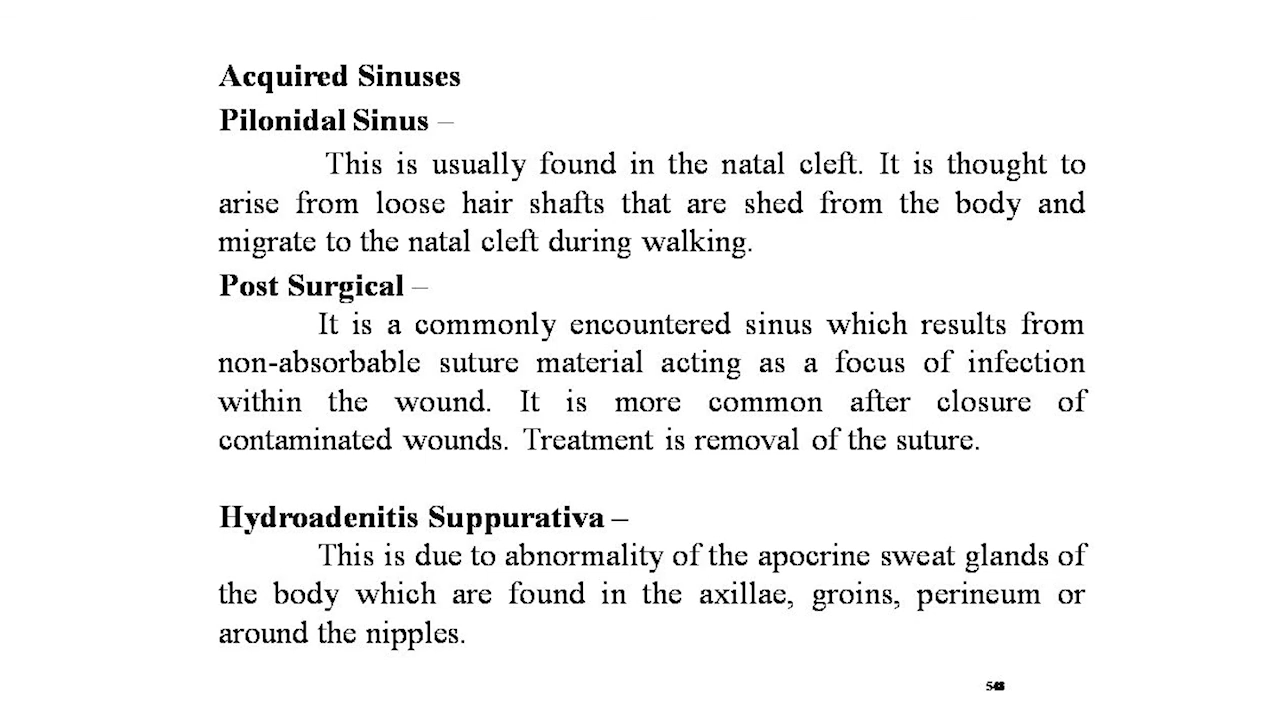 Acquired Sinuses
Pilonidal Sinus –
This is usually found in the natal cleft. It is thought to
arise from loose hair shafts that are shed from the body and
migrate to the natal cleft during walking.
Post Surgical –
It is a commonly encountered sinus which results from
non-absorbable suture material acting as a focus of infection
within the wound. It is more common after closure of
contaminated wounds. Treatment is removal of the suture.
Hydroadenitis Suppurativa –
This is due to abnormality of the apocrine sweat glands of
the body which are found in the axillae, groins, perineum or
around the nipples.